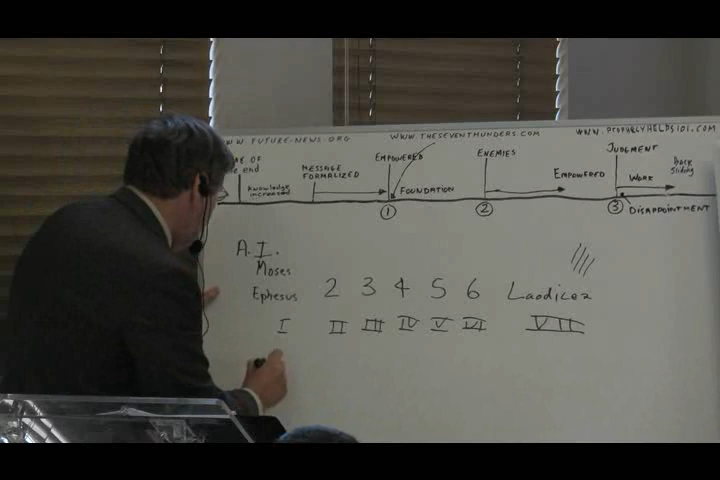 WWW.FUTURE-NEWS.ORG WWW.THESEVENTHUNDERS.COM WWW.PROPHECYHELPS101.COM
OF end
Knowledge increased
MESSAGE FORMALIZED
EMPOWERED
FOUNDATION
ENEMIES
EMPOWERED
JUDGMENT
WORK
Back Sliding
DISAPPOINTMENT
1 2 3
A.I.
Moses
Ephesus 2 3 4 5 6 Laodicea
I II III IV V VI VII